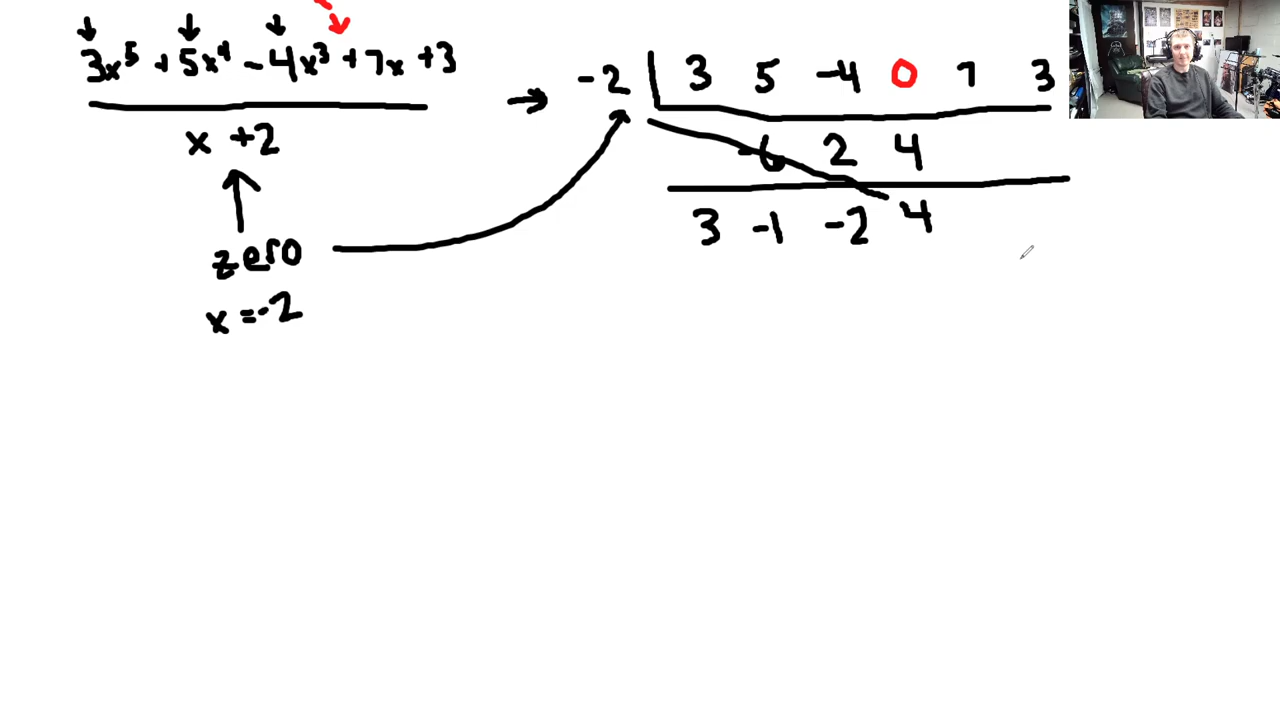 3x⁵ + 5x⁴ - 4x³ + 7x + 3
x + 2
zero
x = -2
→ -2 | 3 5 -4 0 7 3
-6 2 4
3 -1 -2 4